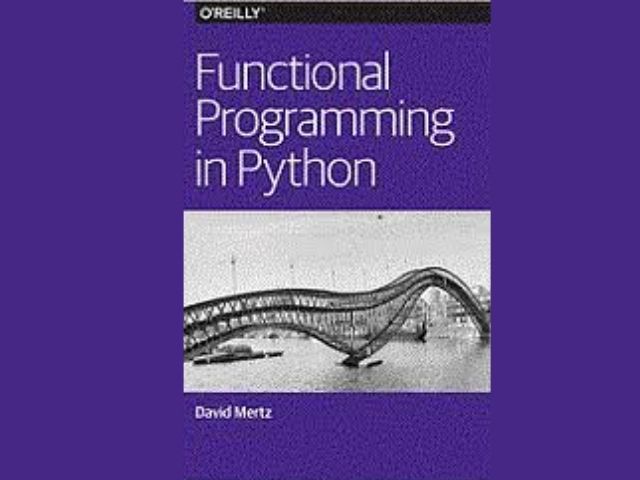 O'REILLY®
Functional
Programming
in Python
David Mertz